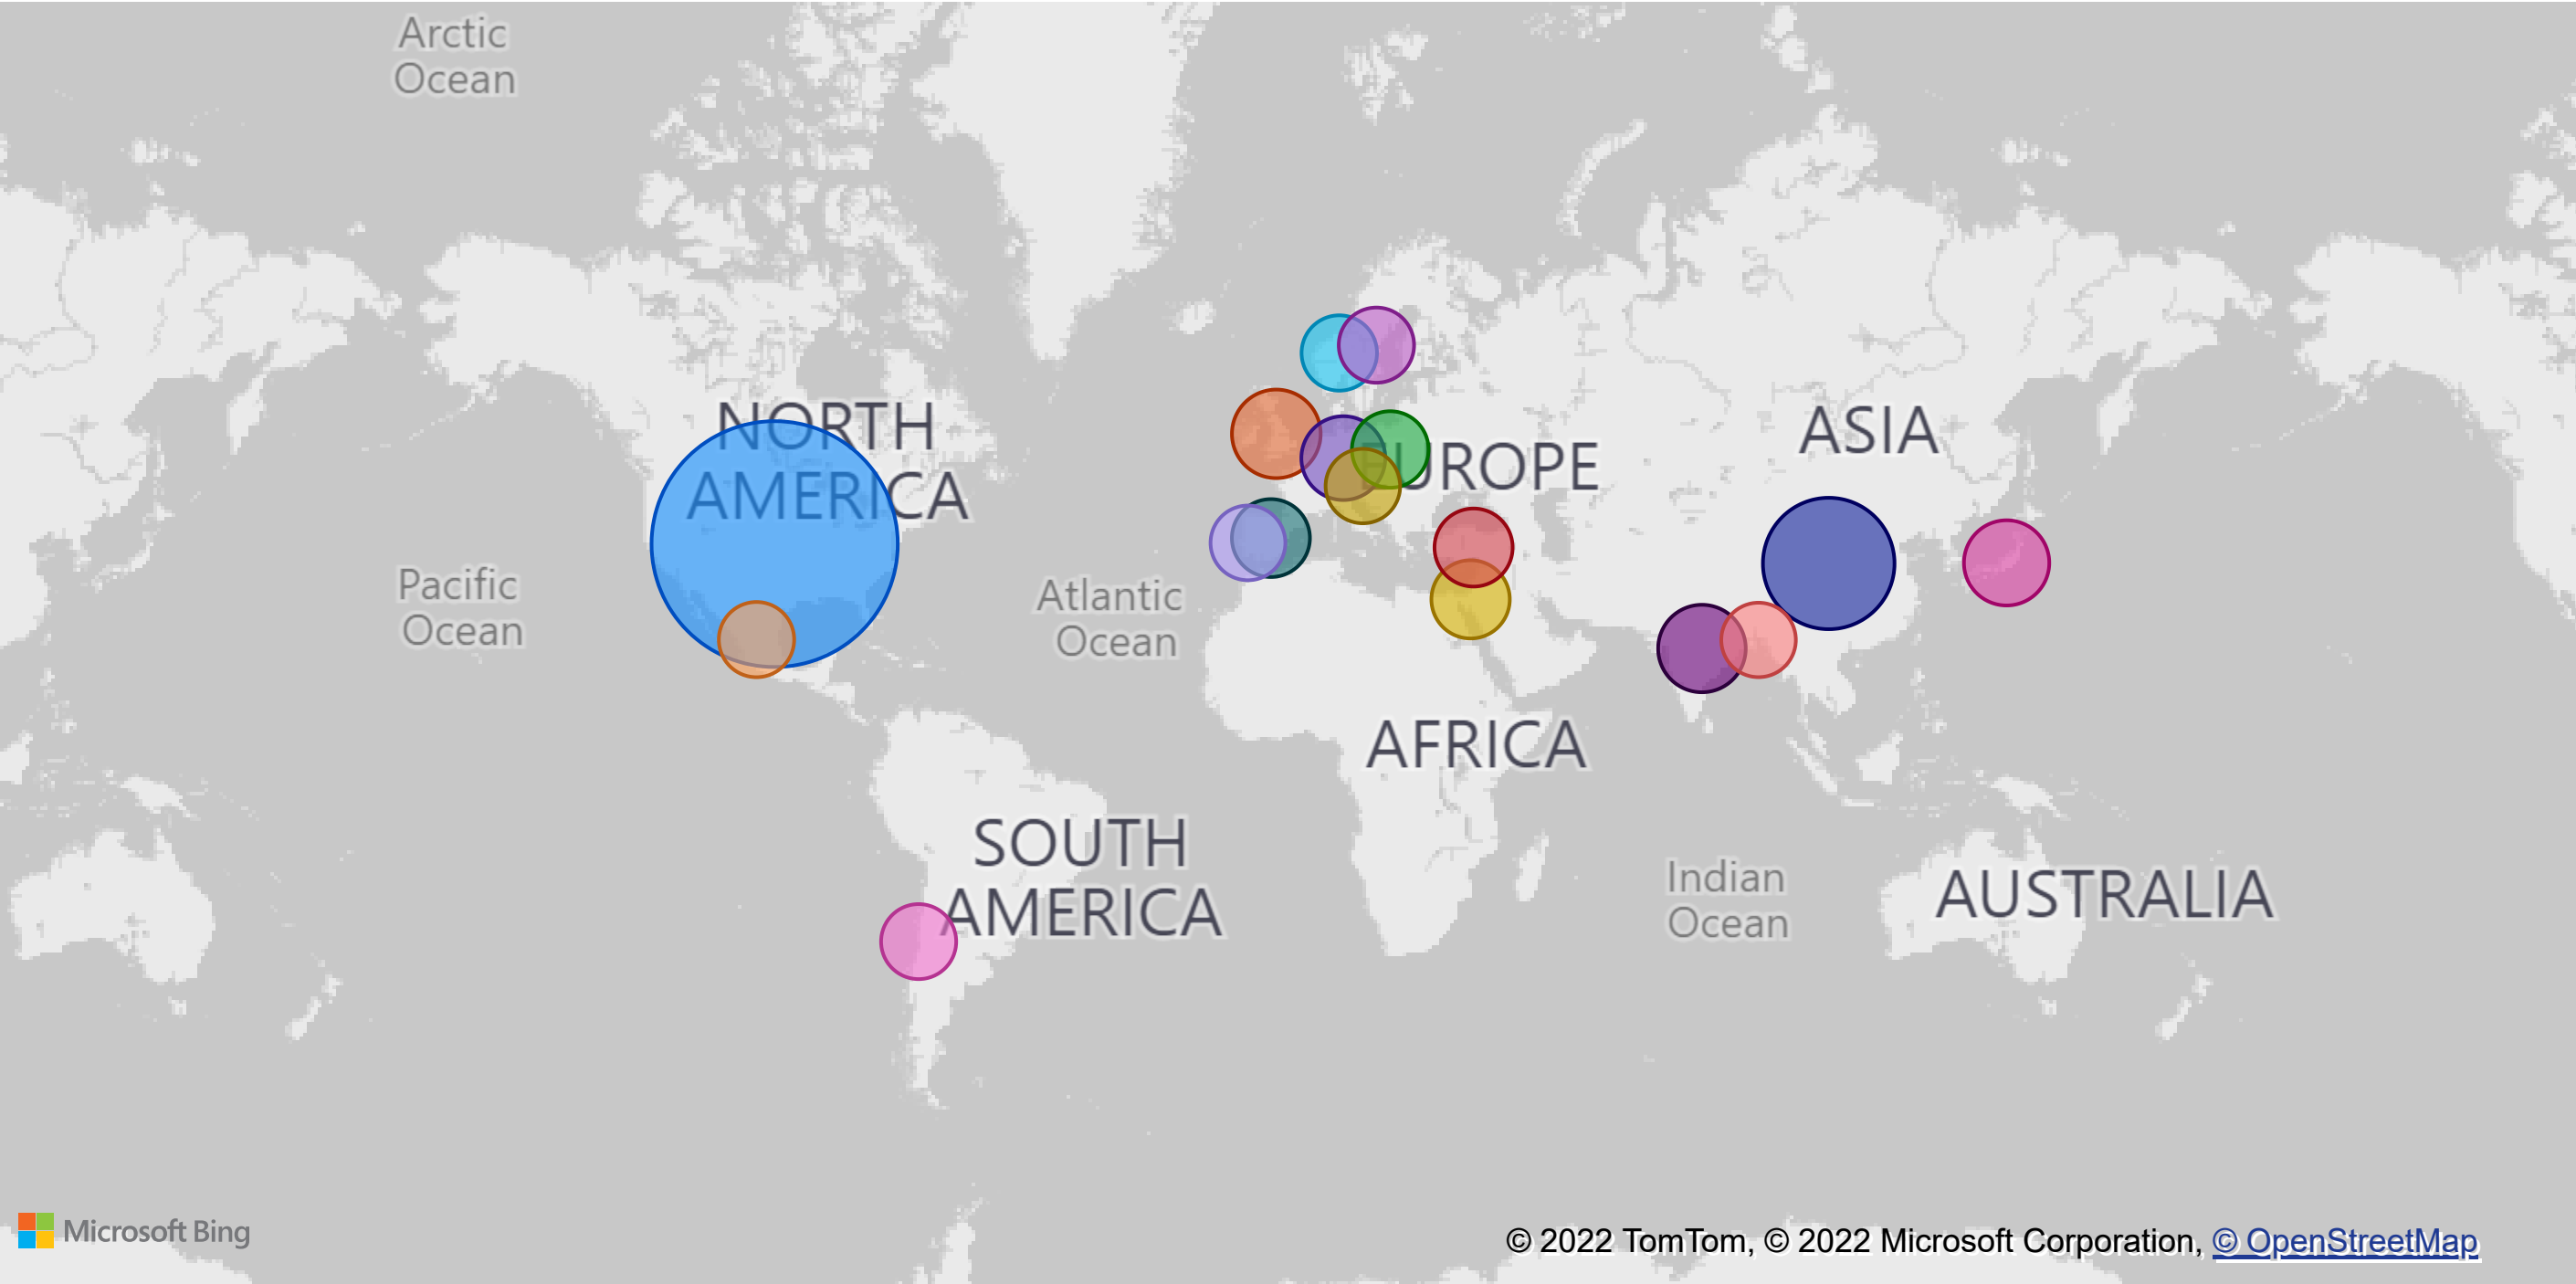 Arctic
Ocean
NORTH
AMERICA
EUROPE
ASIA
Pacific
Ocean
Atlantic
Ocean
AFRICA
SOUTH
AMERICA
Indian
Ocean
AUSTRALIA
Microsoft Bing
© 2022 TomTom, © 2022 Microsoft Corporation, © OpenStreetMap